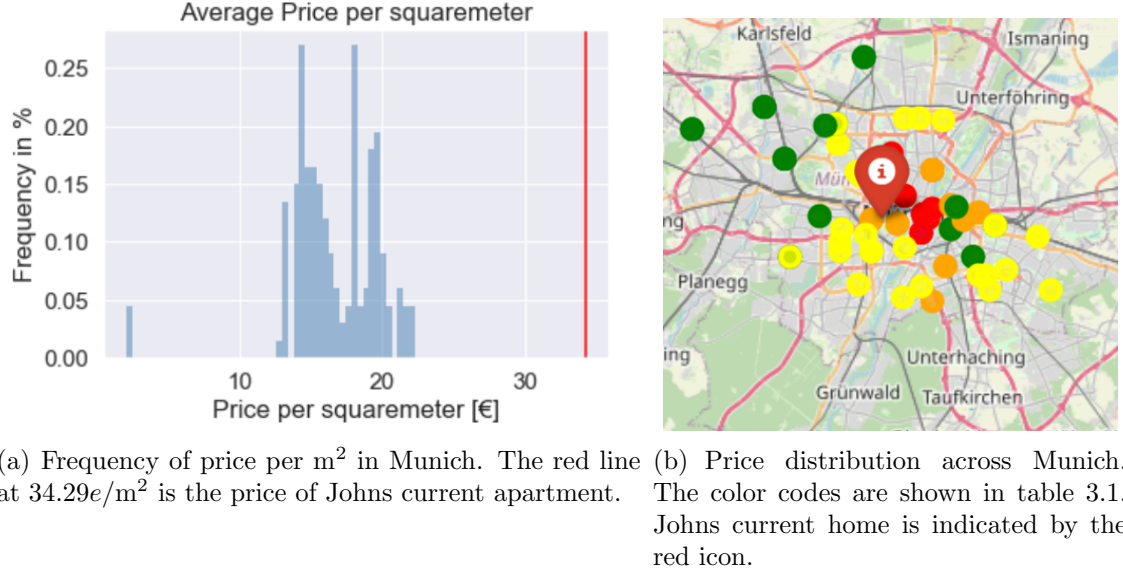 Average Price per squaremeter
0.25
0.20
0.15
0.10
0.05
0.00
Frequency in %
10 20 30
Price per squaremeter [€]
Karlsfeld
Ismaning
Unterföhring
Mün
ng
Planegg
ing
Unterhaching
Grünwald
Taufkirchen
(a) Frequency of price per m² in Munich. The red line
at 34.29e/m² is the price of Johns current apartment.
(b) Price distribution across Munich.
The color codes are shown in table 3.1.
Johns current home is indicated by the
red icon.